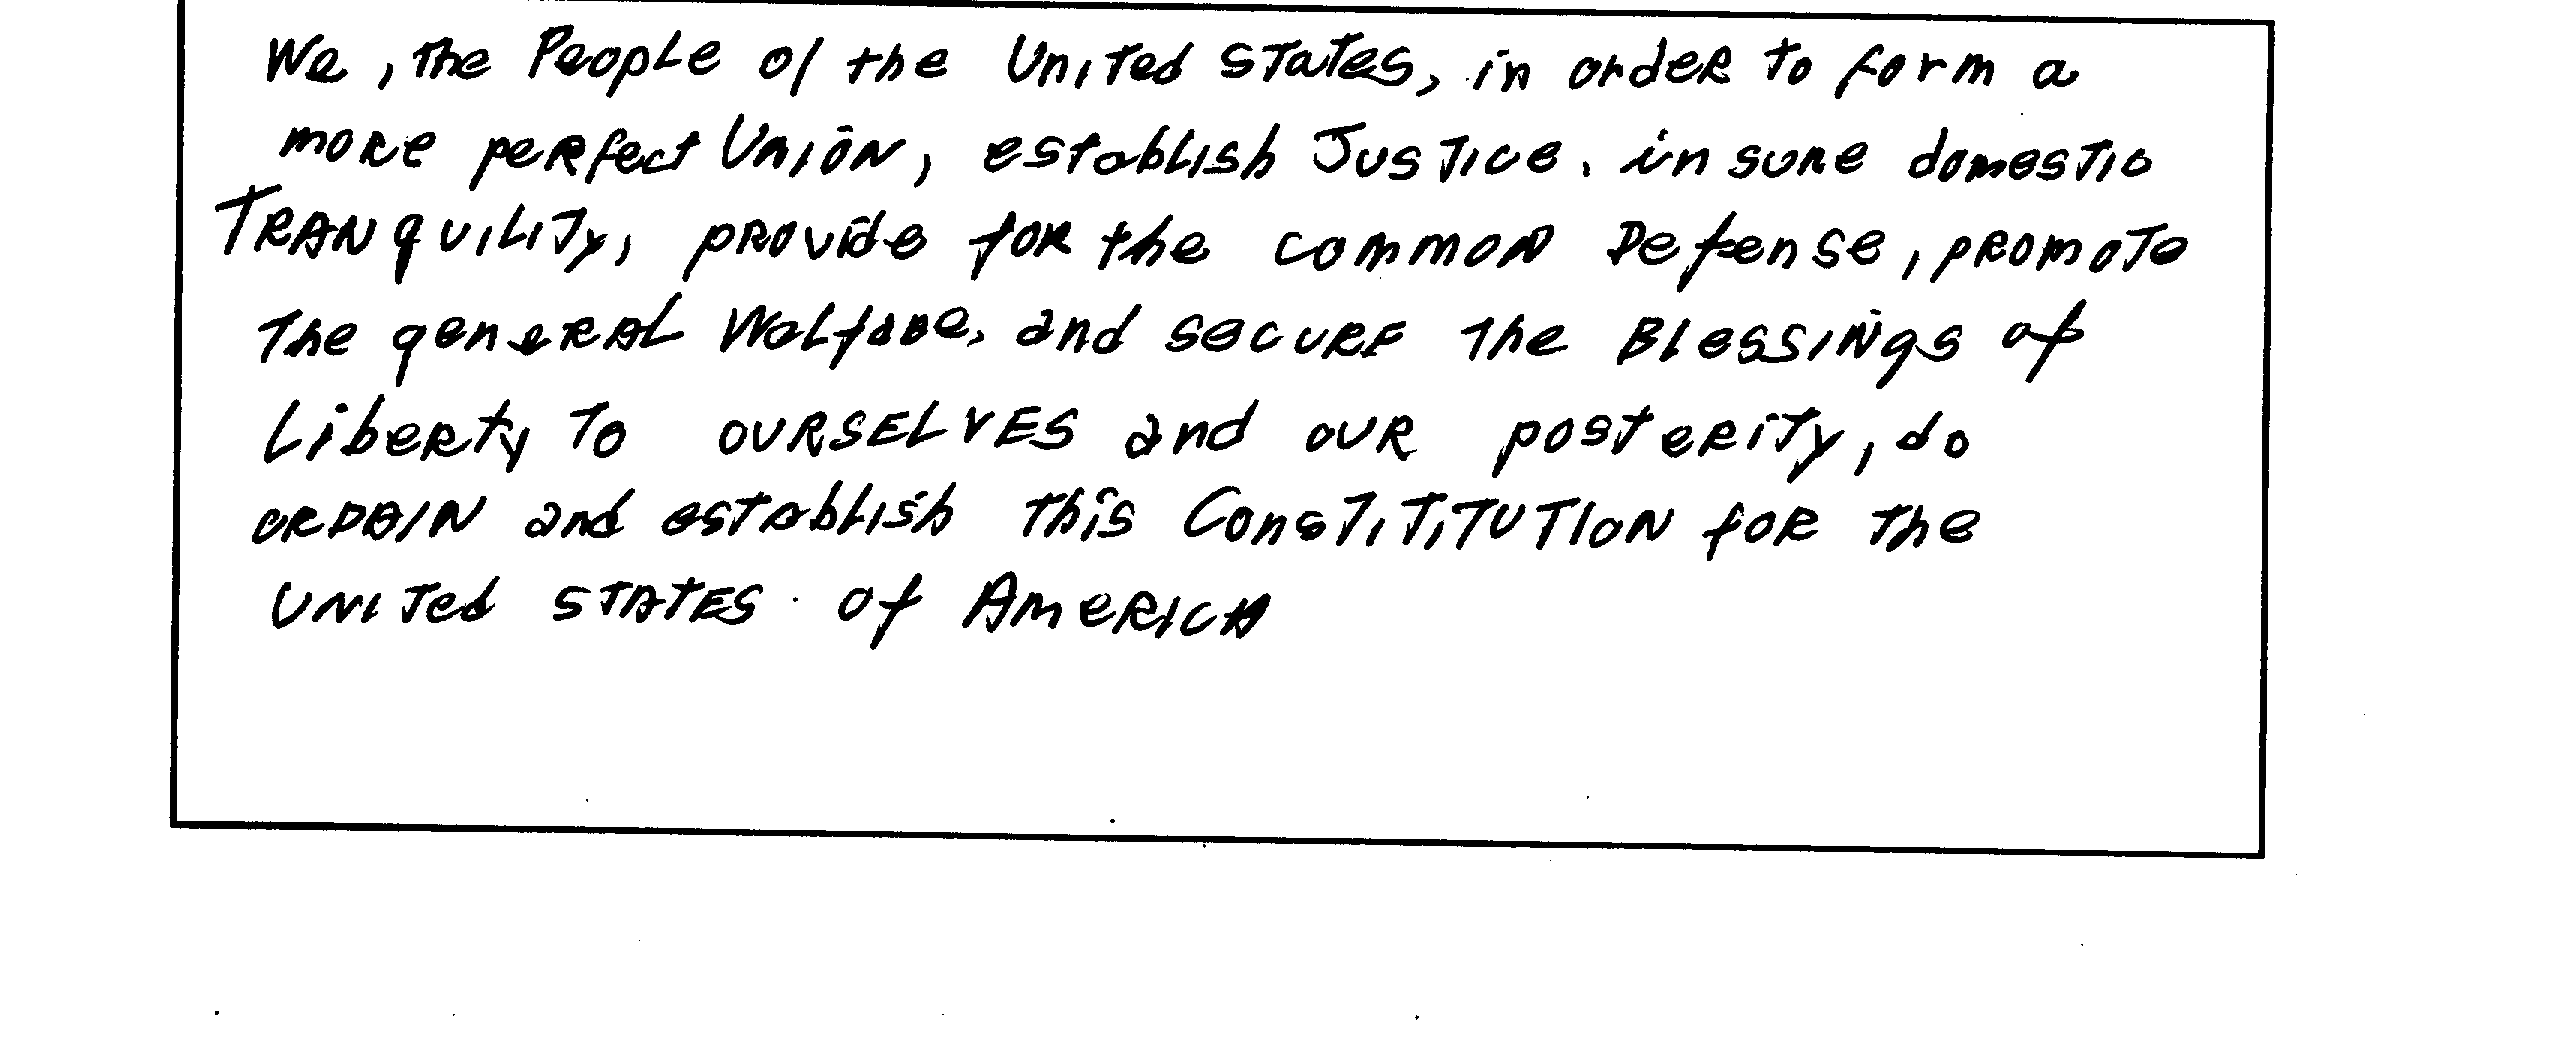 We, the People of the United States, in order to form a
more perfect Union, establish Justice, insure domestic
Tranquility, provide for the common Defense, promote
the general Welfare, and secure the Blessings of
Liberty to ourselves and our posterity, do
ordain and establish this Constitution for the
United States of America